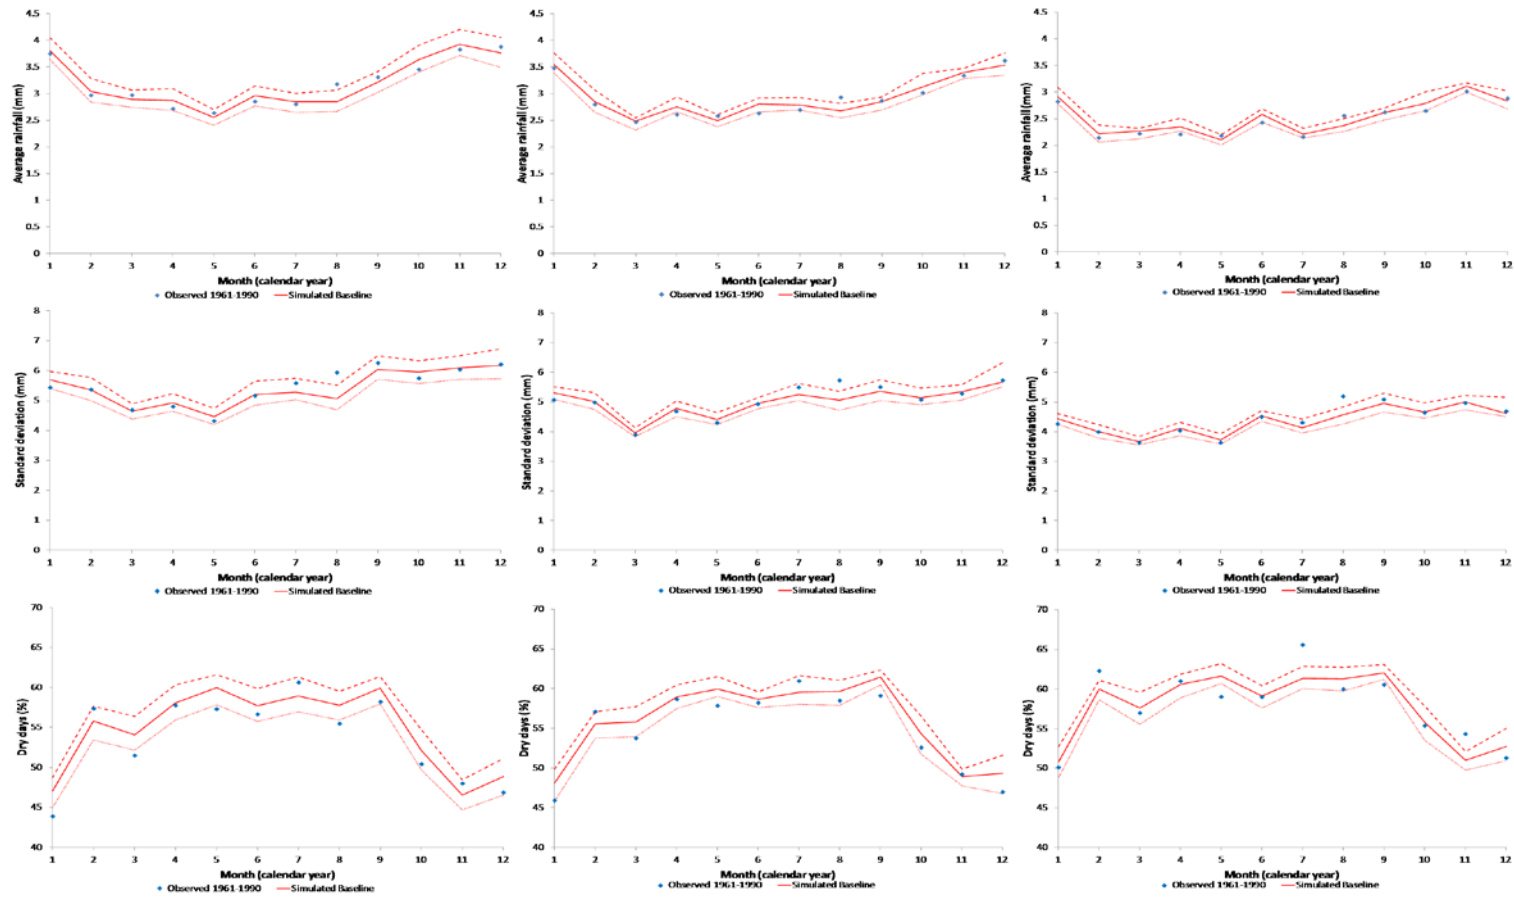 4.5
4
3.5
3
2.5
2
1.5
1
0.5
0
Average rainfall (mm)
1 2 3 4 5 6 7 8 9 10 11 12
Month (calendar year)
Observed 1961-1990 Simulated Baseline
4.5
4
3.5
3
2.5
2
1.5
1
0.5
0
Average rainfall (mm)
1 2 3 4 5 6 7 8 9 10 11 12
Month (calendar year)
Observed 1961-1990 Simulated Baseline
4.5
4
3.5
3
2.5
2
1.5
1
0.5
0
Average rainfall (mm)
1 2 3 4 5 6 7 8 9 10 11 12
Month (calendar year)
Observed 1961-1990 Simulated Baseline
8
7
6
5
4
3
2
1
0
Standard deviation (mm)
1 2 3 4 5 6 7 8 9 10 11 12
Month (calendar year)
Observed 1961-1990 Simulated Baseline
8
7
6
5
4
3
2
1
0
Standard deviation (mm)
1 2 3 4 5 6 7 8 9 10 11 12
Month (calendar year)
Observed 1961-1990 Simulated Baseline
8
7
6
5
4
3
2
1
0
Standard deviation (mm)
1 2 3 4 5 6 7 8 9 10 11 12
Month (calendar year)
Observed 1961-1990 Simulated Baseline
70
65
60
55
50
45
40
Dry days (%)
1 2 3 4 5 6 7 8 9 10 11 12
Month (calendar year)
Observed 1961-1990 Simulated Baseline
70
65
60
55
50
45
40
Dry days (%)
1 2 3 4 5 6 7 8 9 10 11 12
Month (calendar year)
Observed 1961-1990 Simulated Baseline
70
65
60
55
50
45
40
Dry days (%)
1 2 3 4 5 6 7 8 9 10 11 12
Month (calendar year)
Observed 1961-1990 Simulated Baseline